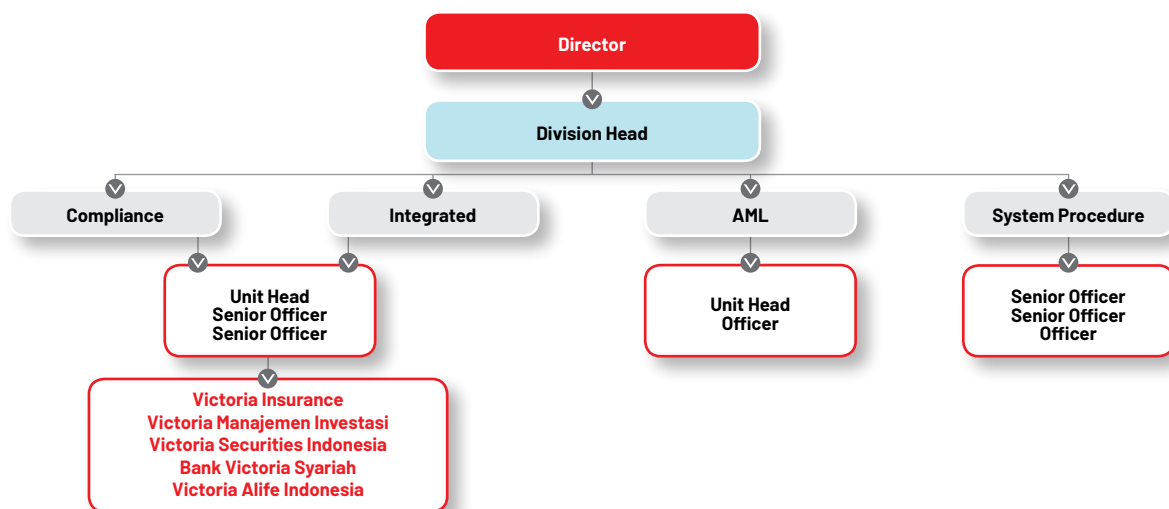 Director
Division Head
Compliance
Integrated
AML
System Procedure
Unit Head
Senior Officer
Senior Officer
Unit Head
Officer
Senior Officer
Senior Officer
Officer
Victoria Insurance
Victoria Manajemen Investasi
Victoria Securities Indonesia
Bank Victoria Syariah
Victoria Alife Indonesia